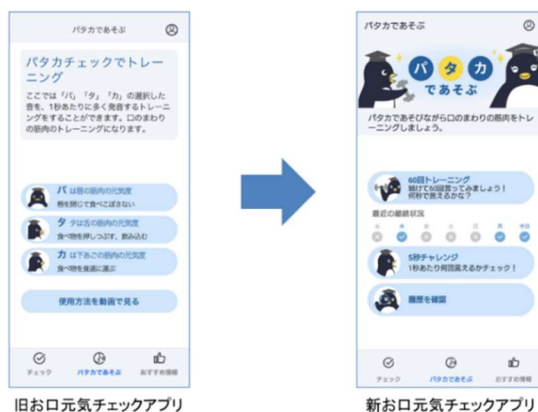 パタカであそぶ
パタカチェックでトレー
ニング
ここでは「パ」「タ」「カ」の選択した
音を、1秒あたりに多く発音するトレーニ
ングをすることができます。口のまわり
の筋肉のトレーニングになります。
パ は唇の筋肉の元気度
唇を閉じて食べこぼさない
タ タは舌の筋肉の元気度
食べ物を押しつぶす、飲み込む
カ は下あごの筋肉の元気度
食べ物を食道に運ぶ
使用方法を動画で見る
チェック
パタカであそぶ
おすすめ情報
旧お口元気チェックアプリ
パタカであそぶ
パ タ カ
であそぶ
パタカであそびながら口のまわりの筋肉をトレ
ーニングしましょう。
60回トレーニング
続けて60回言ってみましょう!
何秒で言えるかな?
最近の継続状況
火 水 木 金 土 日 月 今日
5秒チャレンジ
1秒あたり何回言えるかチェック!
履歴を確認
チェック
パタカであそぶ
おすすめ情報
新お口元気チェックアプリ